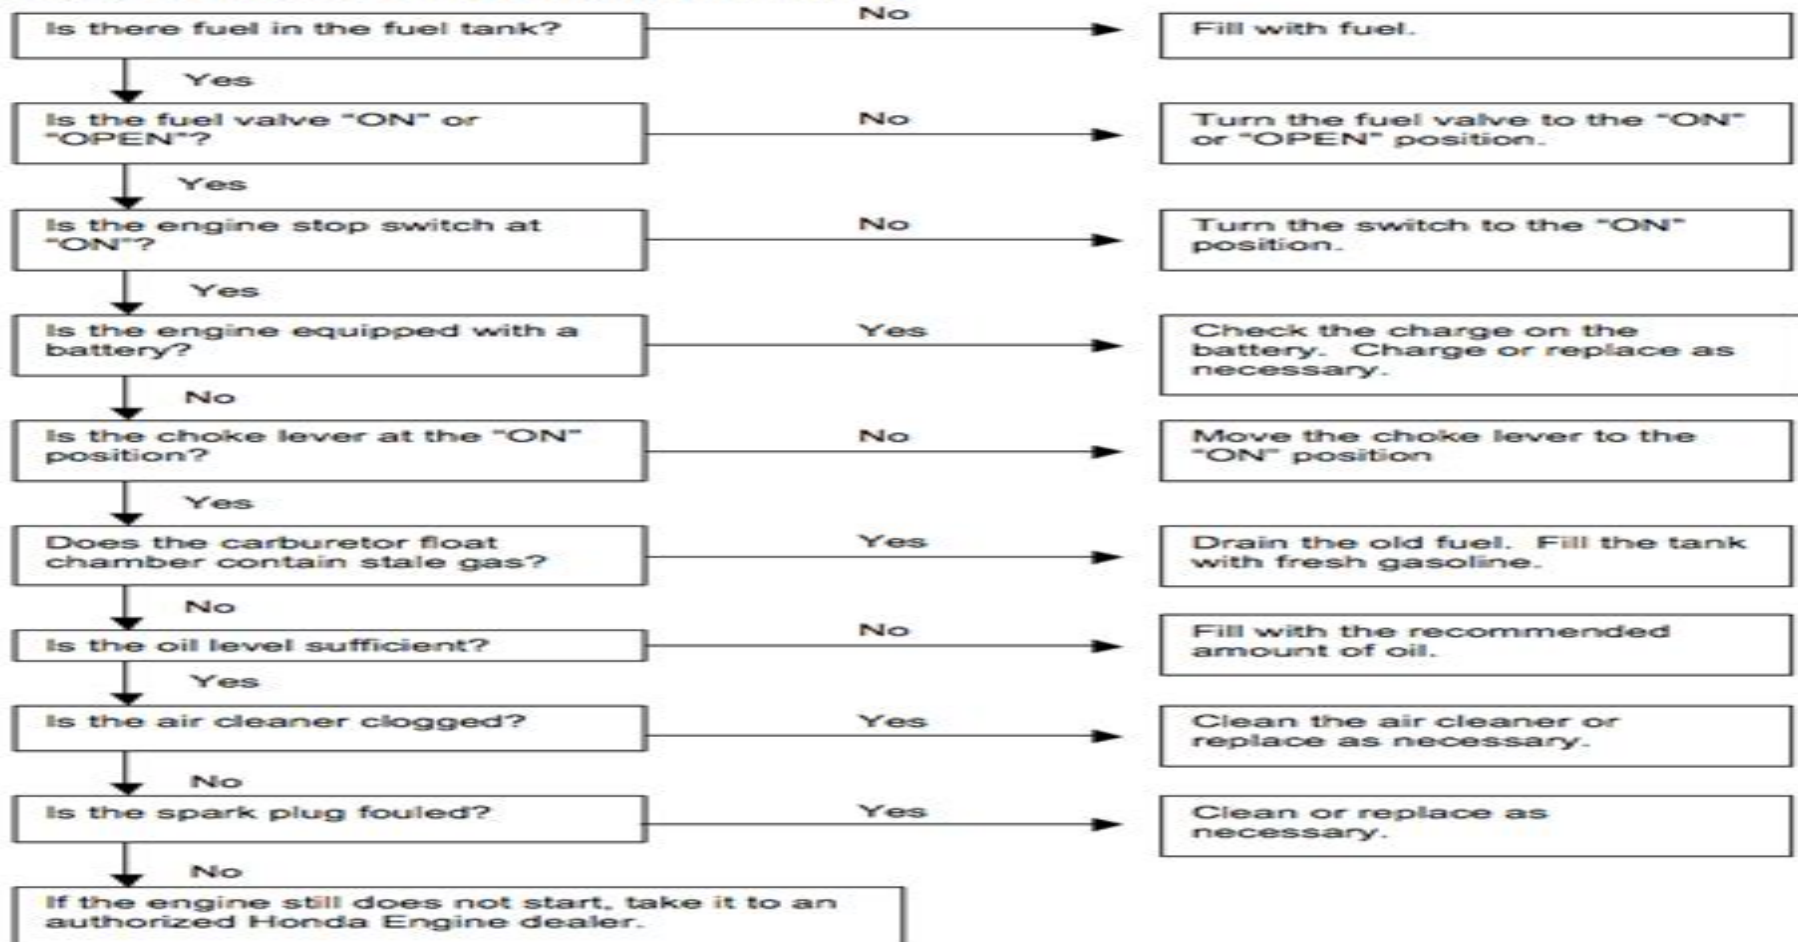 Is there fuel in the fuel tank?
No
Fill with fuel.
Yes
Is the fuel valve "ON" or
"OPEN"?
No
Turn the fuel valve to the "ON"
or "OPEN" position.
Yes
Is the engine stop switch at
"ON"?
No
Turn the switch to the "ON"
position.
Yes
Is the engine equipped with a
battery?
Yes
Check the charge on the
battery. Charge or replace as
necessary.
No
Is the choke lever at the "ON"
position?
No
Move the choke lever to the
"ON" position
Yes
Does the carburetor float
chamber contain stale gas?
Yes
Drain the old fuel. Fill the tank
with fresh gasoline.
No
Is the oil level sufficient?
No
Fill with the recommended
amount of oil.
Yes
Is the air cleaner clogged?
Yes
Clean the air cleaner or
replace as necessary.
No
Is the spark plug fouled?
Yes
Clean or replace as
necessary.
No
If the engine still does not start, take it to an
authorized Honda Engine dealer.